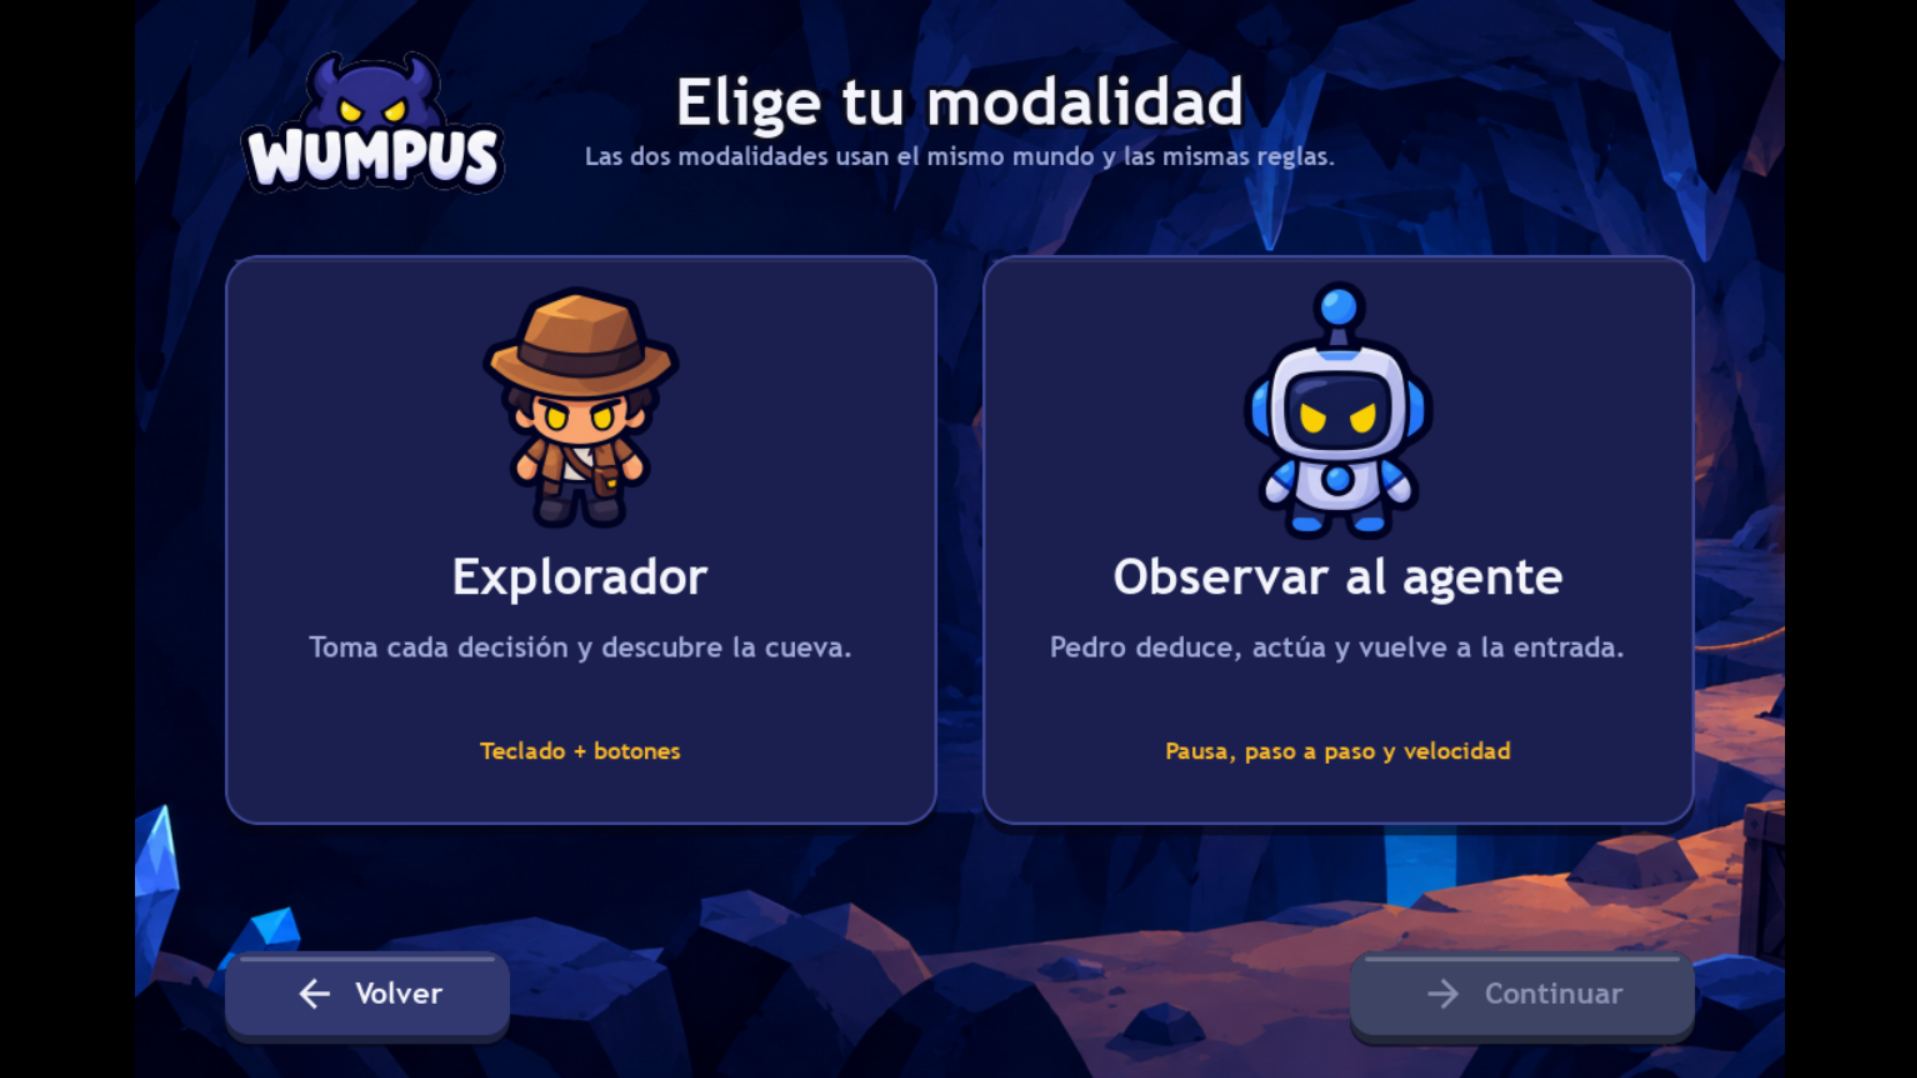 WUMPUS
Elige tu modalidad
Las dos modalidades usan el mismo mundo y las mismas reglas.
Explorador
Toma cada decisión y descubre la cueva.
Teclado + botones
Observar al agente
Pedro deduce, actúa y vuelve a la entrada.
Pausa, paso a paso y velocidad
Volver
Continuar